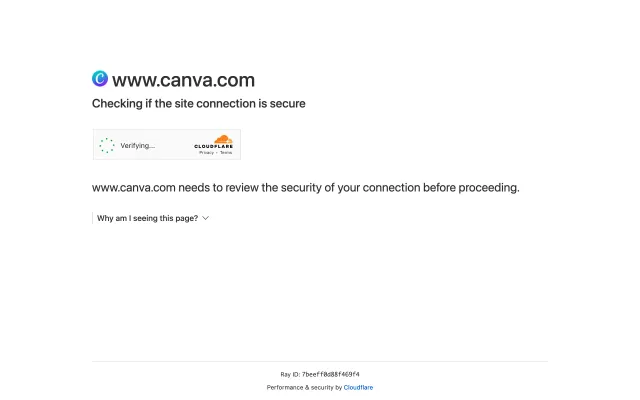 www.canva.com
Checking if the site connection is secure
Verifying...
CLOUDFLARE
Privacy • Terms
www.canva.com needs to review the security of your connection before proceeding.
Why am I seeing this page?
Ray ID: 7beeff0d88f469f4
Performance & security by Cloudflare